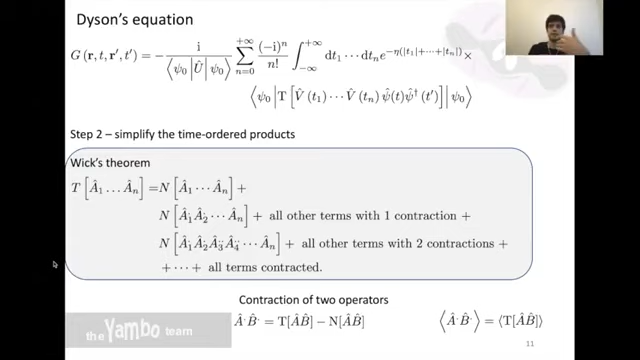 Dyson's equation
G (r, t, r′, t′) = − i / ⟨ψ₀ |Û| ψ₀⟩ ∑_{n=0}^{+∞} (−i)ⁿ / n! ∫_{−∞}^{+∞} dt₁ ⋯ dtₙ e^{−η(|t₁|+⋯+|tₙ|)} ×
⟨ψ₀ |T [V̂ (t₁) ⋯ V̂ (tₙ) ψ̂(t)ψ̂†(t′)]| ψ₀⟩
Step 2 – simplify the time-ordered products
Wick's theorem
T [Â₁ … Âₙ] = N [Â₁ ⋯ Âₙ] +
N [Â₁˙Â₂˙ ⋯ Âₙ] + all other terms with 1 contraction +
N [Â₁˙Â₂˙Â₃˙˙Â₄˙˙ ⋯ Âₙ] + all other terms with 2 contractions +
+ ⋯ + all terms contracted.
Contraction of two operators
Â˙B̂˙ = T[ÂB̂] − N[ÂB̂]
⟨Â˙B̂˙⟩ = ⟨T[ÂB̂]⟩
the Yambo team
11